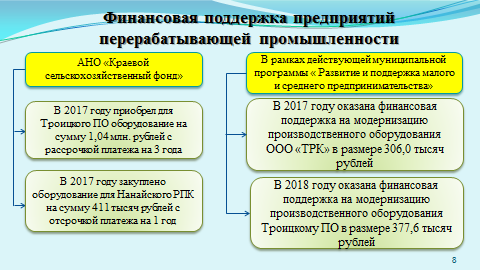 Финансовая поддержка предприятий
перерабатывающей промышленности
АНО «Краевой
сельскохозяйственный фонд»
В 2017 году приобрел для
Троицкого ПО оборудование на
сумму 1,04 млн. рублей с
рассрочкой платежа на 3 года
В 2017 году закуплено
оборудование для Нанайского РПК
на сумму 411 тысяч рублей с
отсрочкой платежа на 1 год
В рамках действующей муниципальной
программы « Развитие и поддержка малого
и среднего предпринимательства»
В 2017 году оказана финансовая
поддержка на модернизацию
производственного оборудования
ООО «ТРК» в размере 306,0 тысяч
рублей
В 2018 году оказана финансовая
поддержка на модернизацию
производственного оборудования
Троицкому ПО в размере 377,6 тысяч
рублей
8